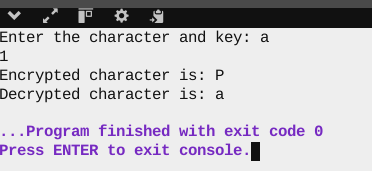 Enter the character and key: a
1
Encrypted character is: P
Decrypted character is: a
...Program finished with exit code 0
Press ENTER to exit console.